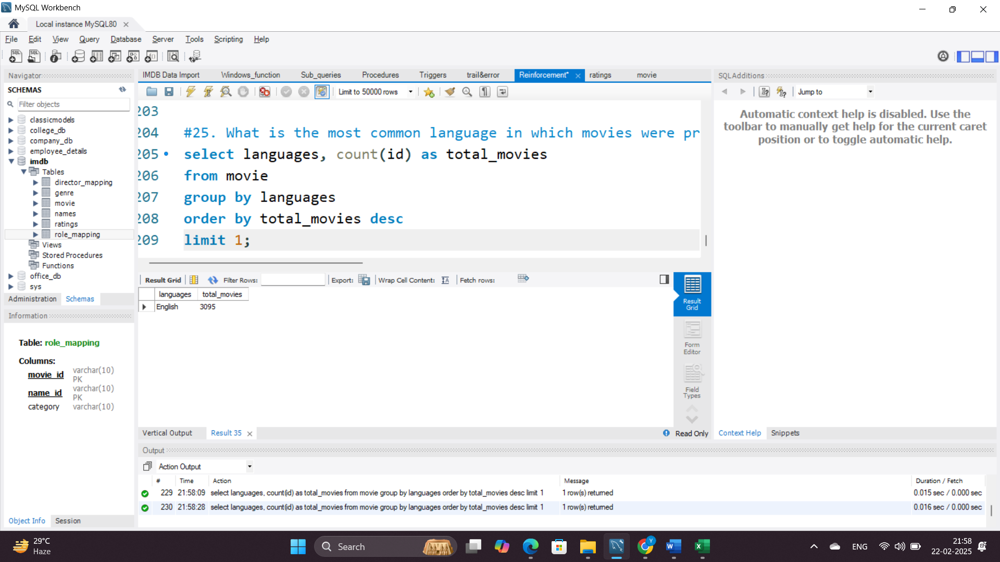 MySQL Workbench
Local instance MySQL80
File Edit View Query Database Server Tools Scripting Help
Navigator
SCHEMAS
Filter objects
classicmodels
college_db
company_db
employee_details
imdb
Tables
director_mapping
genre
movie
names
ratings
role_mapping
Views
Stored Procedures
Functions
office_db
sys
Administration Schemas
Information
Table: role_mapping
Columns:
movie_id varchar(10) PK
name_id varchar(10) PK
category varchar(10)
Object Info Session
IMDB Data Import Windows_function Sub_queries Procedures Triggers trail&error Reinforcement* ratings movie
Limit to 50000 rows
203
204 #25. What is the most common language in which movies were pr
205 select languages, count(id) as total_movies
206 from movie
207 group by languages
208 order by total_movies desc
209 limit 1;
Result Grid Filter Rows: Export: Wrap Cell Content: Fetch rows:
languages total_movies
English 3095
Result Grid
Form Editor
Field Types
Vertical Output Result 35 Read Only
SQLAdditions
Jump to
Automatic context help is disabled. Use the
toolbar to manually get help for the current caret
position or to toggle automatic help.
Context Help Snippets
Output
Action Output
# Time Action Message Duration / Fetch
229 21:58:09 select languages, count(id) as total_movies from movie group by languages order by total_movies desc limit 1 1 row(s) returned 0.015 sec / 0.000 sec
230 21:58:28 select languages, count(id) as total_movies from movie group by languages order by total_movies desc limit 1 1 row(s) returned 0.016 sec / 0.000 sec
29°C
Haze
Search
ENG
21:58
22-02-2025